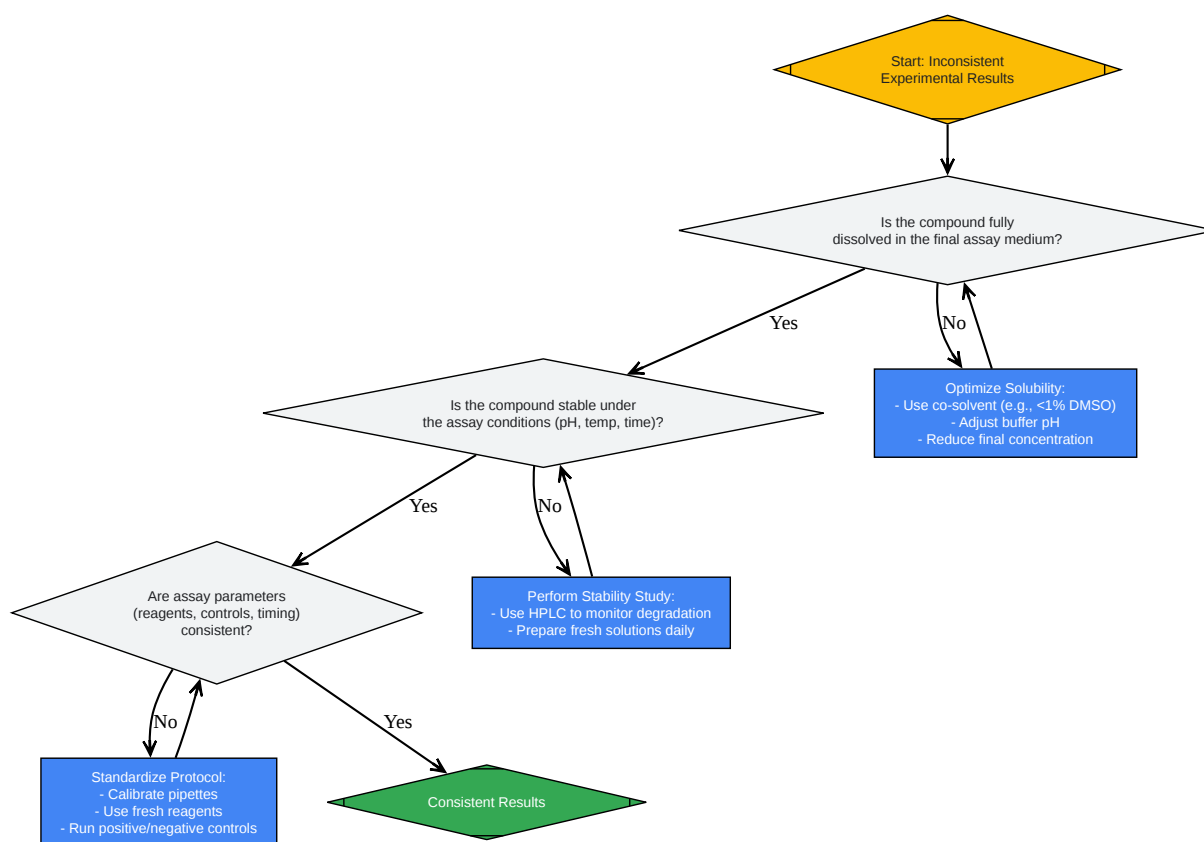 Start: Inconsistent
Experimental Results
Is the compound fully
dissolved in the final assay medium?
Yes
No
Optimize Solubility:
- Use co-solvent (e.g., <1% DMSO)
- Adjust buffer pH
- Reduce final concentration
Is the compound stable under
the assay conditions (pH, temp, time)?
Yes
No
Perform Stability Study:
- Use HPLC to monitor degradation
- Prepare fresh solutions daily
Are assay parameters
(reagents, controls, timing)
consistent?
No
Yes
Standardize Protocol:
- Calibrate pipettes
- Use fresh reagents
- Run positive/negative controls
Consistent Results